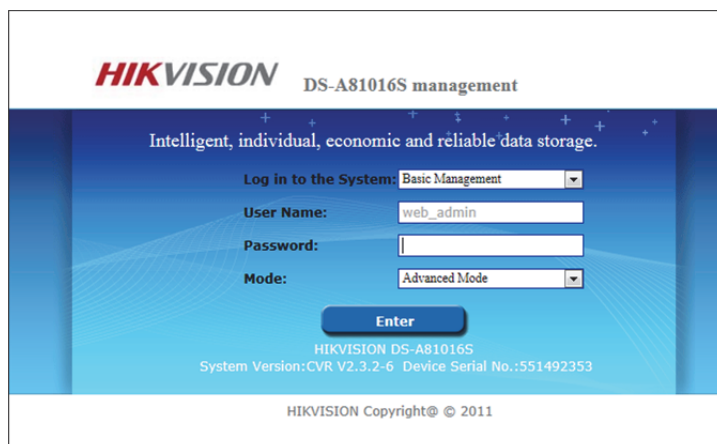 HIKVISION DS-A81016S management
Intelligent, individual, economic and reliable data storage.
Log in to the System: Basic Management
User Name: web_admin
Password:
Mode: Advanced Mode
Enter
HIKVISION DS-A81016S
System Version:CVR V2.3.2-6 Device Serial No.:551492353
HIKVISION Copyright@ © 2011